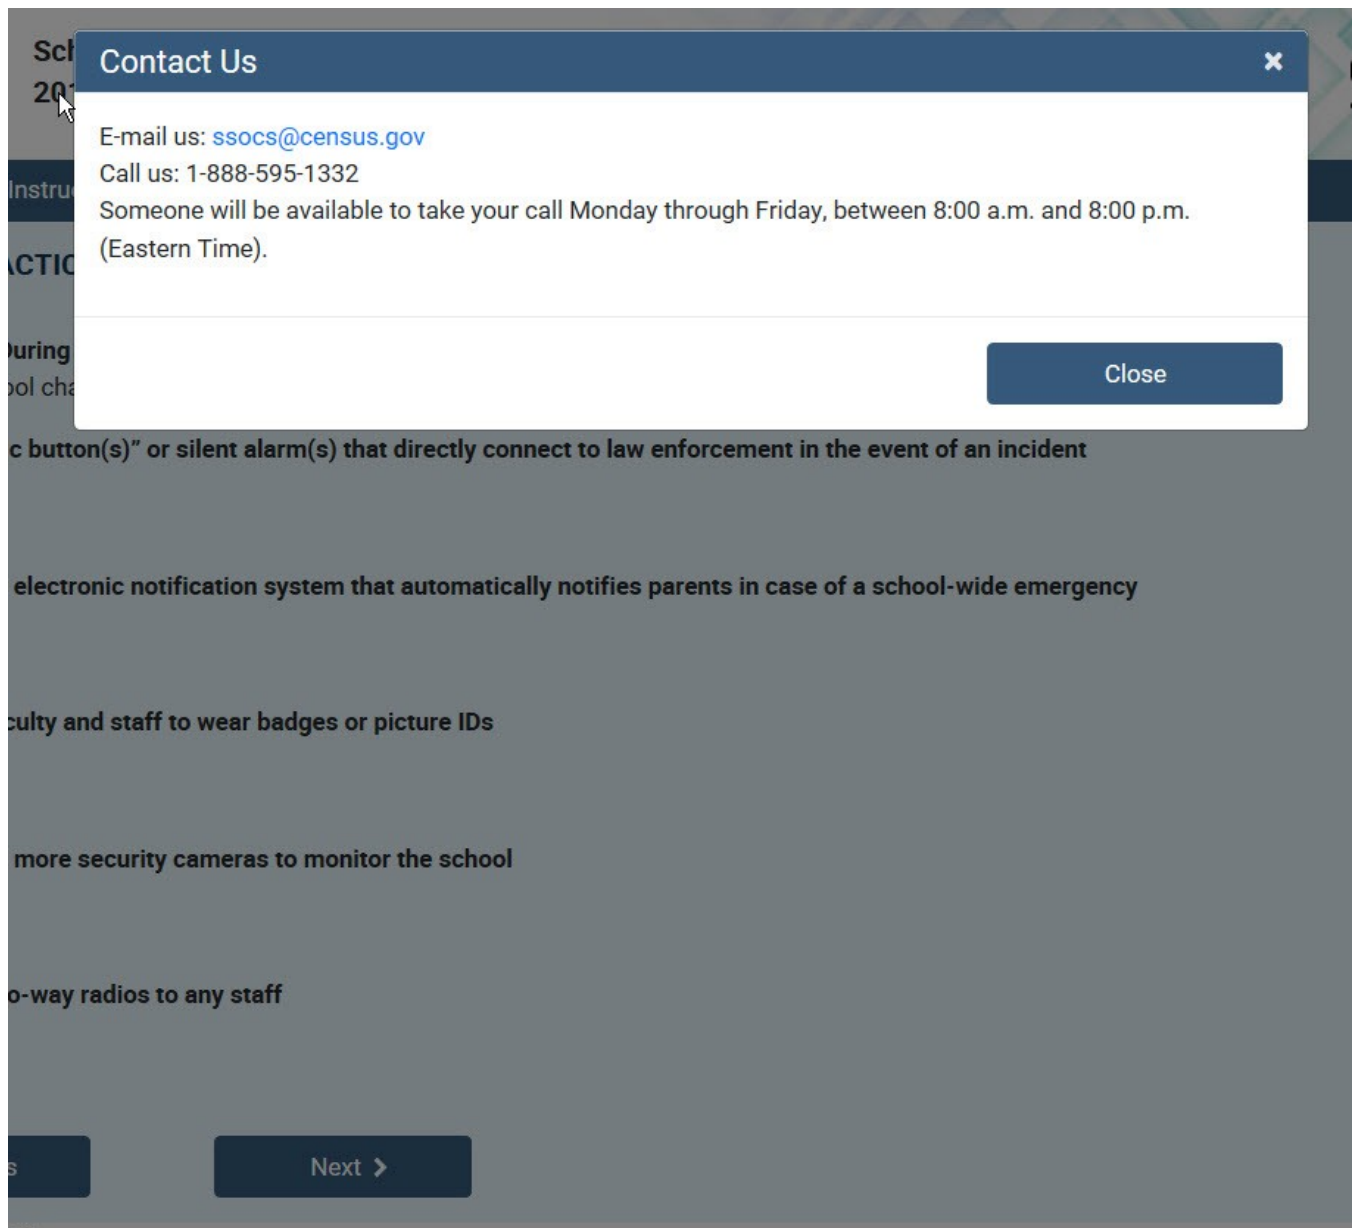 Contact Us
E-mail us: ssocs@census.gov
Call us: 1-888-595-1332
Someone will be available to take your call Monday through Friday, between 8:00 a.m. and 8:00 p.m.
(Eastern Time).
Close
During
button(s)” or silent alarm(s) that directly connect to law enforcement in the event of an incident
electronic notification system that automatically notifies parents in case of a school-wide emergency
and staff to wear badges or picture IDs
more security cameras to monitor the school
radios to any staff
Next